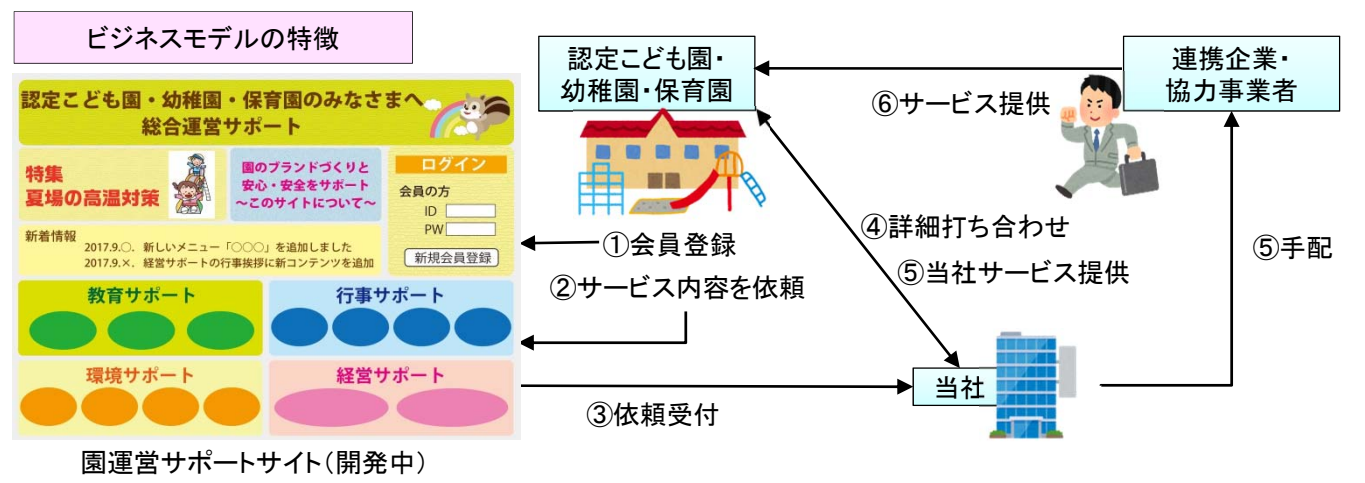 ビジネスモデルの特徴
認定こども園・幼稚園・保育園のみなさまへ
総合運営サポート
特集
夏場の高温対策
園のブランドづくりと
安心・安全をサポート
～このサイトについて～
ログイン
会員の方
ID
PW
新規会員登録
新着情報
2017.9.○. 新しいメニュー「○○○」を追加しました
2017.9.×. 経営サポートの行事挨拶に新コンテンツを追加
教育サポート
行事サポート
環境サポート
経営サポート
園運営サポートサイト（開発中）
認定こども園・
幼稚園・保育園
連携企業・
協力事業者
⑥サービス提供
①会員登録
②サービス内容を依頼
④詳細打ち合わせ
⑤当社サービス提供
⑤手配
③依頼受付
当社